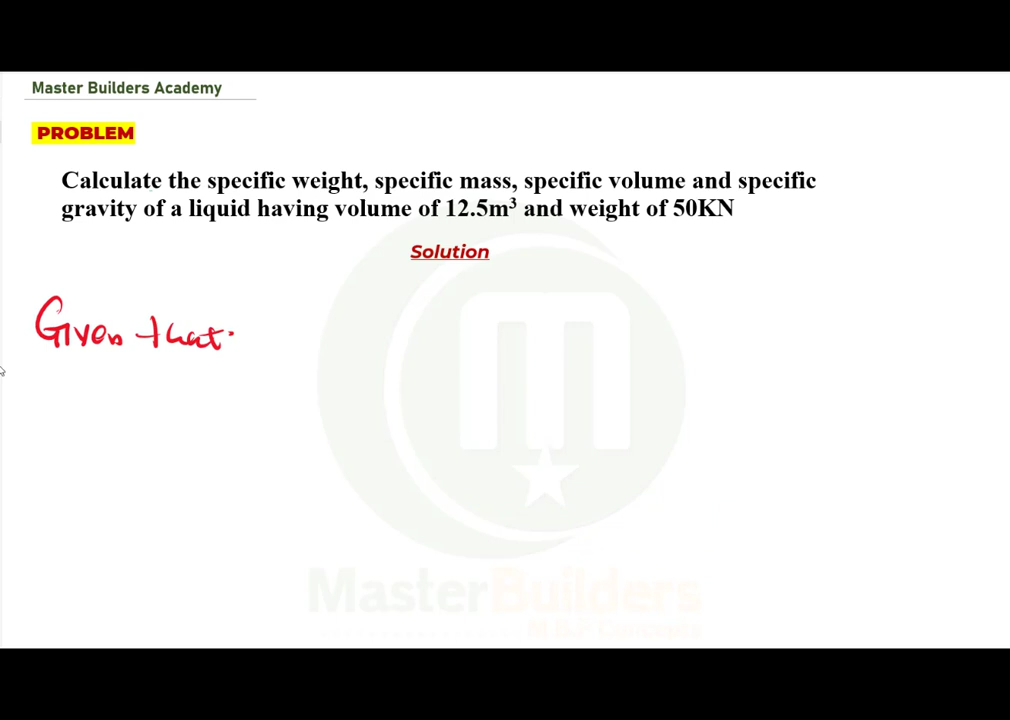 Master Builders Academy
PROBLEM
Calculate the specific weight, specific mass, specific volume and specific
gravity of a liquid having volume of 12.5m³ and weight of 50KN
Solution
Given that:
MasterBuilders